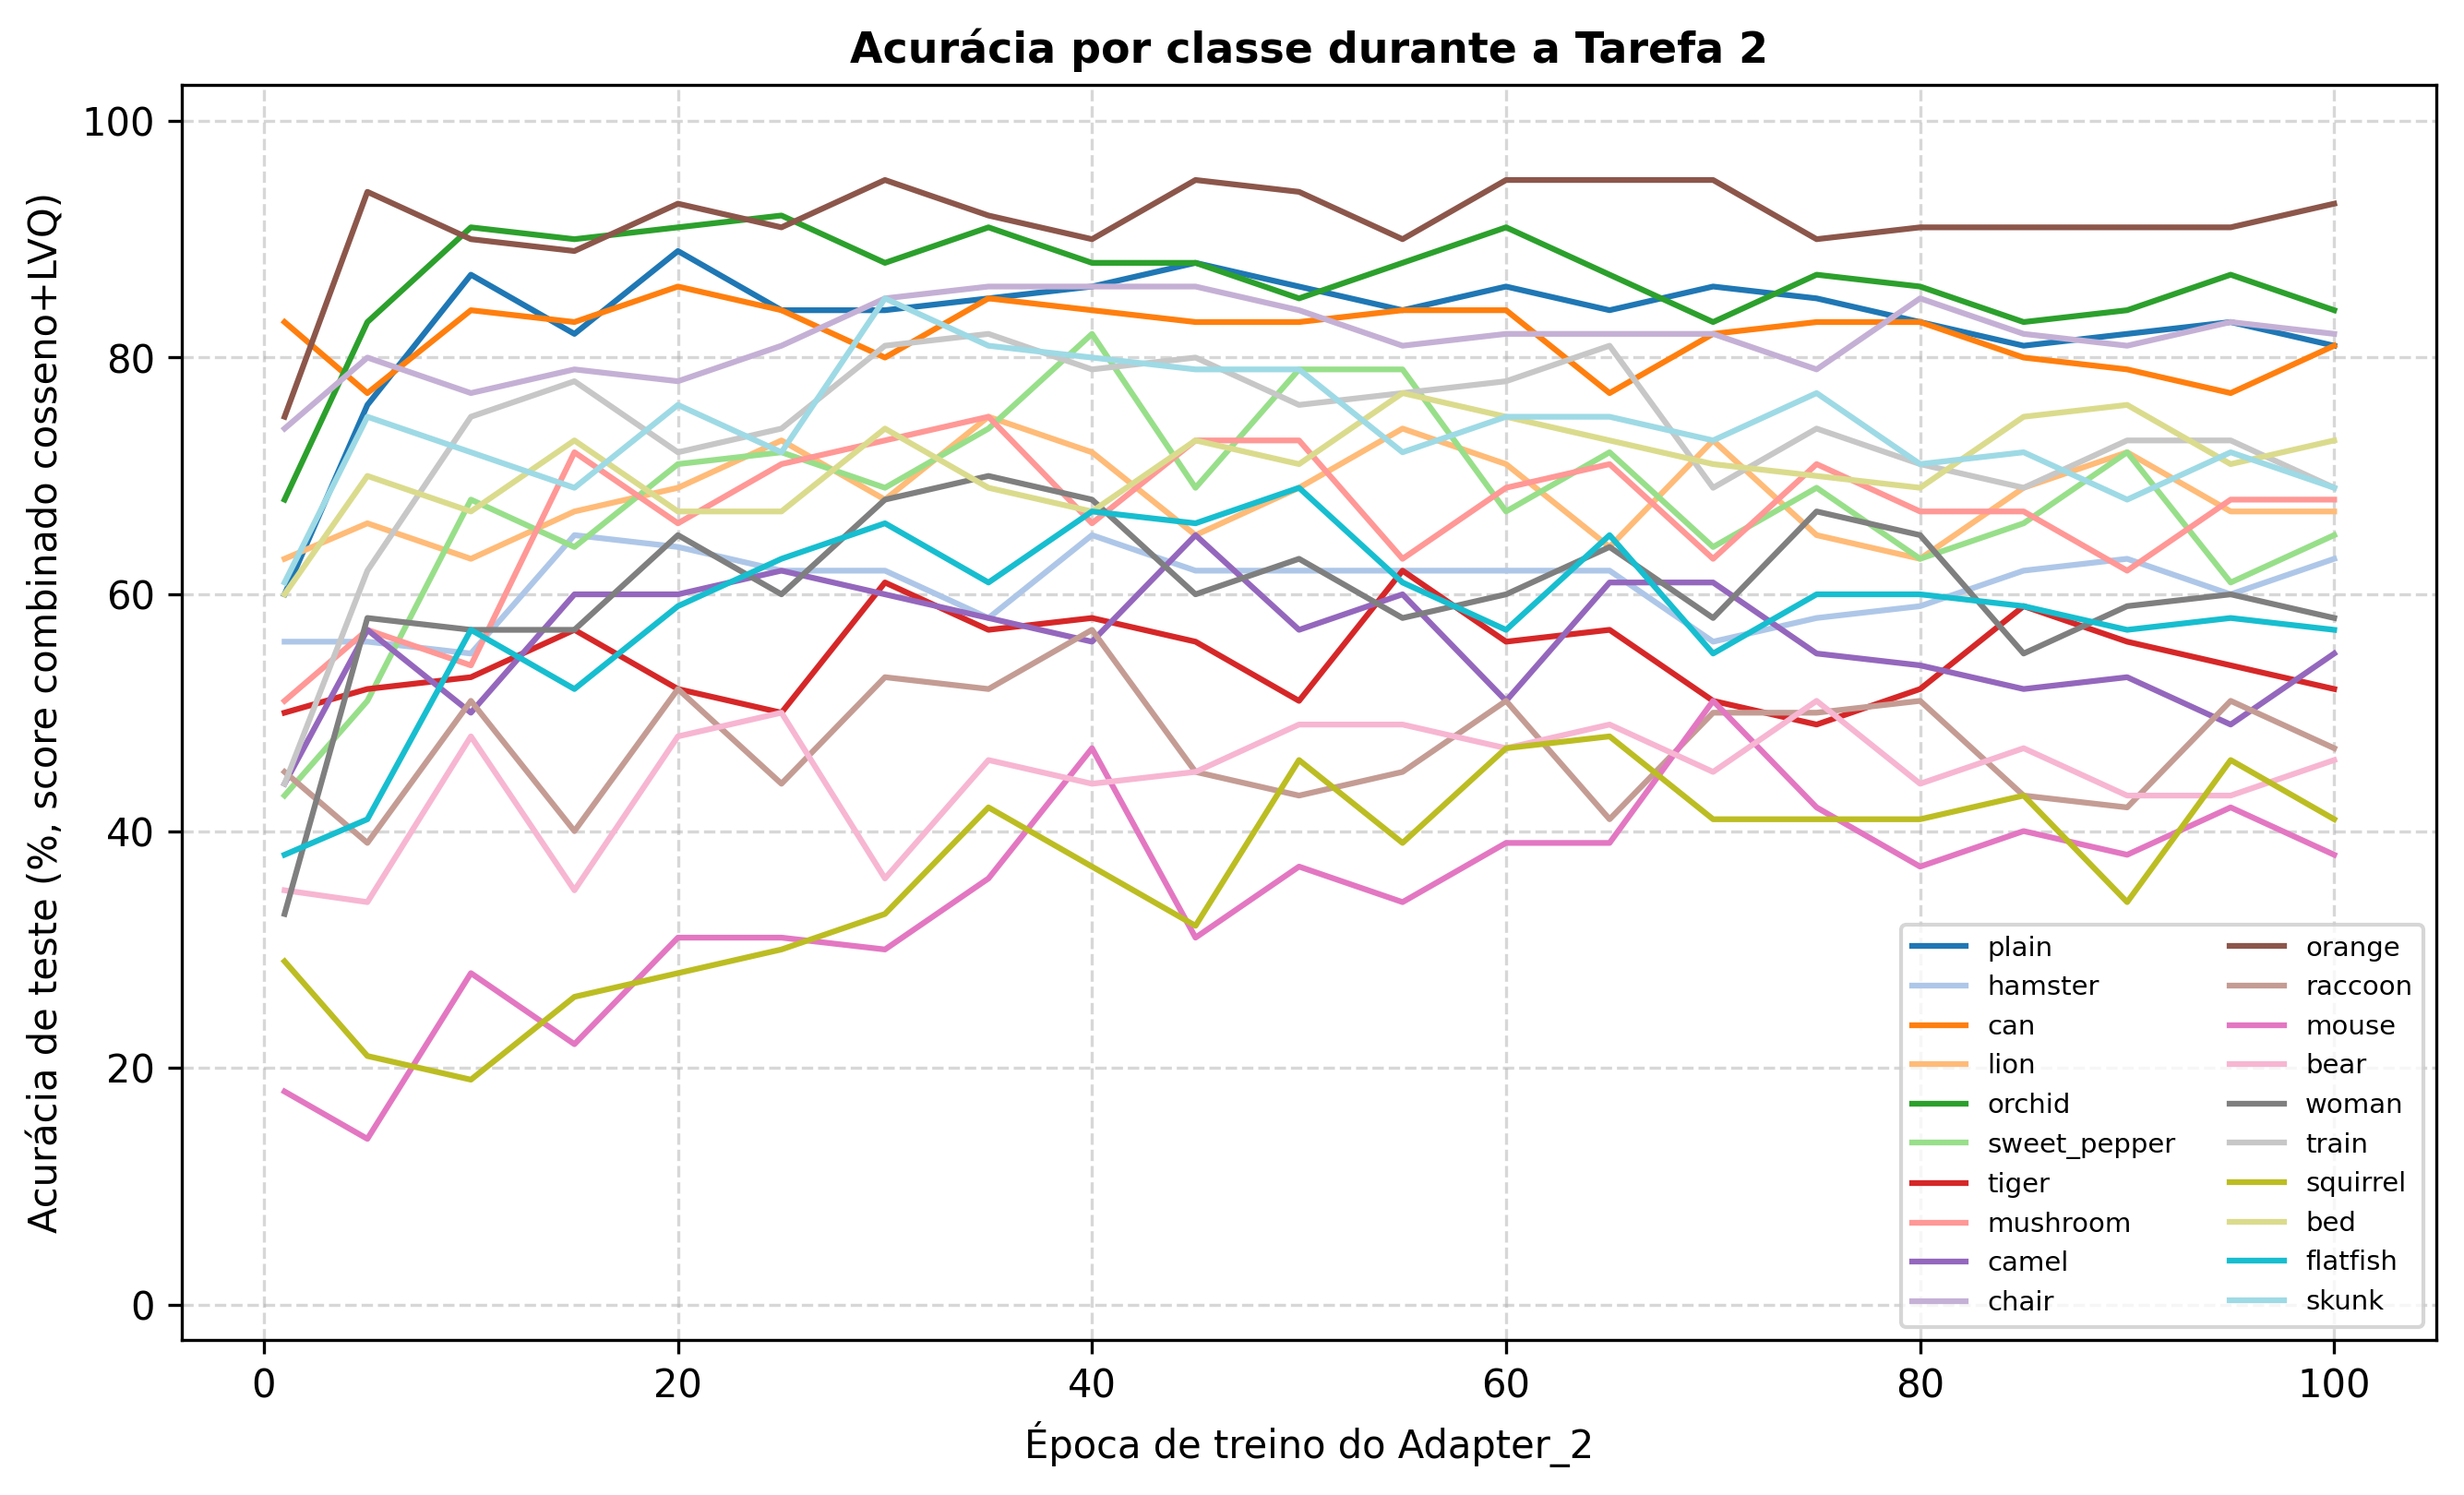 Acurácia por classe durante a Tarefa 2
Acurácia de teste (%, score combinado cosseno+LVQ)
100
80
60
40
20
0
0 20 40 60 80 100
Época de treino do Adapter_2
plain
hamster
can
lion
orchid
sweet_pepper
tiger
mushroom
camel
chair
orange
raccoon
mouse
bear
woman
train
squirrel
bed
flatfish
skunk